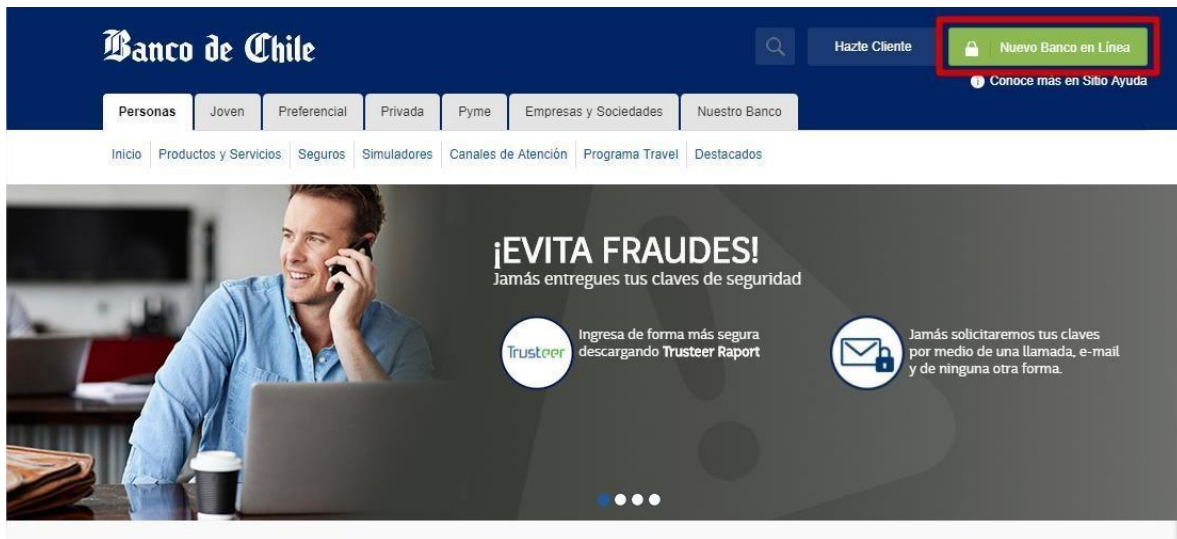 Banco de Chile
Hazte Cliente
Nuevo Banco en Línea
Conoce más en Sitio Ayuda
Personas Joven Preferencial Privada Pyme Empresas y Sociedades Nuestro Banco
Inicio Productos y Servicios Seguros Simuladores Canales de Atención Programa Travel Destacados
¡EVITA FRAUDES!
Jamás entregues tus claves de seguridad
Trusteer
Ingresa de forma más segura
descargando Trusteer Raport
Jamás solicitaremos tus claves
por medio de una llamada, e-mail
y de ninguna otra forma.